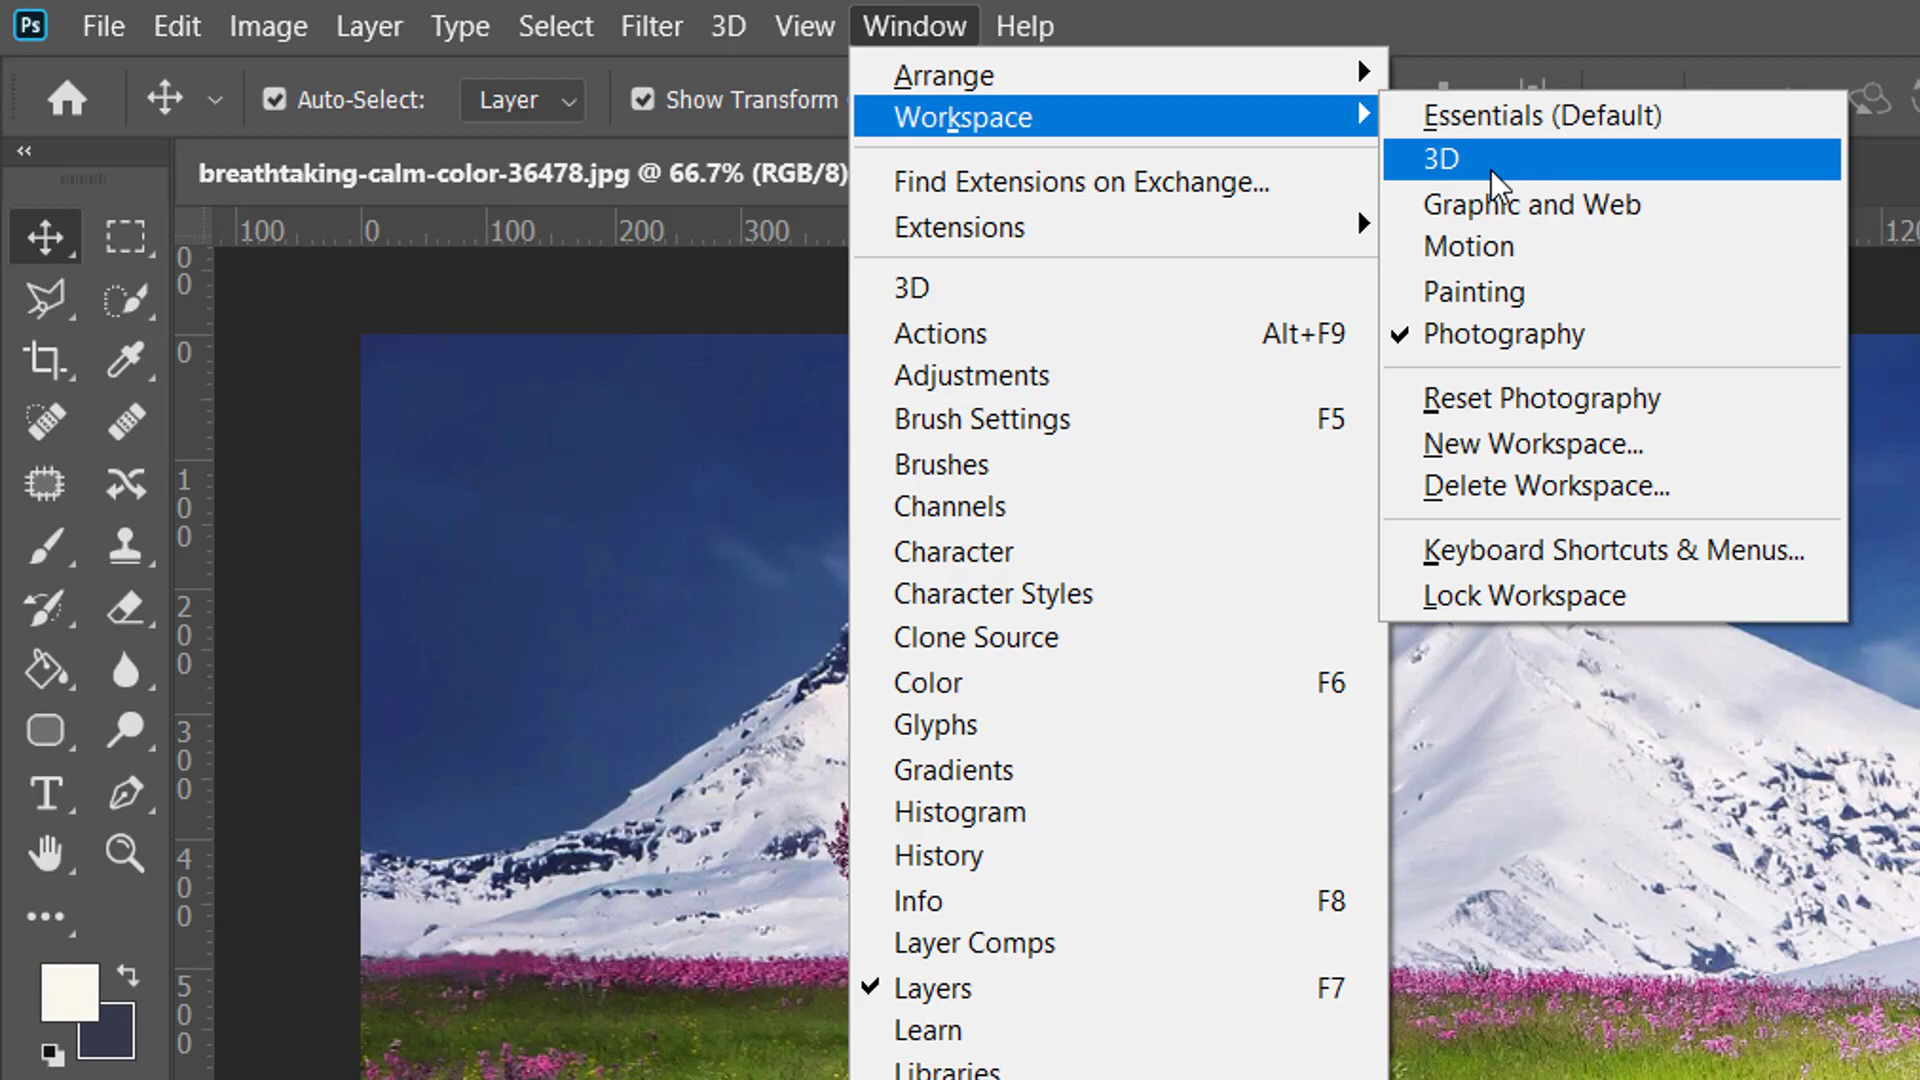 Ps File Edit Image Layer Type Select Filter 3D View Window Help
Auto-Select: Layer Show Transform
breathtaking-calm-color-36478.jpg @ 66.7% (RGB/8)
100 0 100 200 300
0
0
0
1
0
0
2
0
0
3
0
0
4
0
0
5
0
0
T
Arrange
Workspace
Find Extensions on Exchange...
Extensions
3D
Actions Alt+F9
Adjustments
Brush Settings F5
Brushes
Channels
Character
Character Styles
Clone Source
Color F6
Glyphs
Gradients
Histogram
History
Info F8
Layer Comps
Layers F7
Learn
Libraries
Essentials (Default)
3D
Graphic and Web
Motion
Painting
Photography
Reset Photography
New Workspace...
Delete Workspace...
Keyboard Shortcuts & Menus...
Lock Workspace